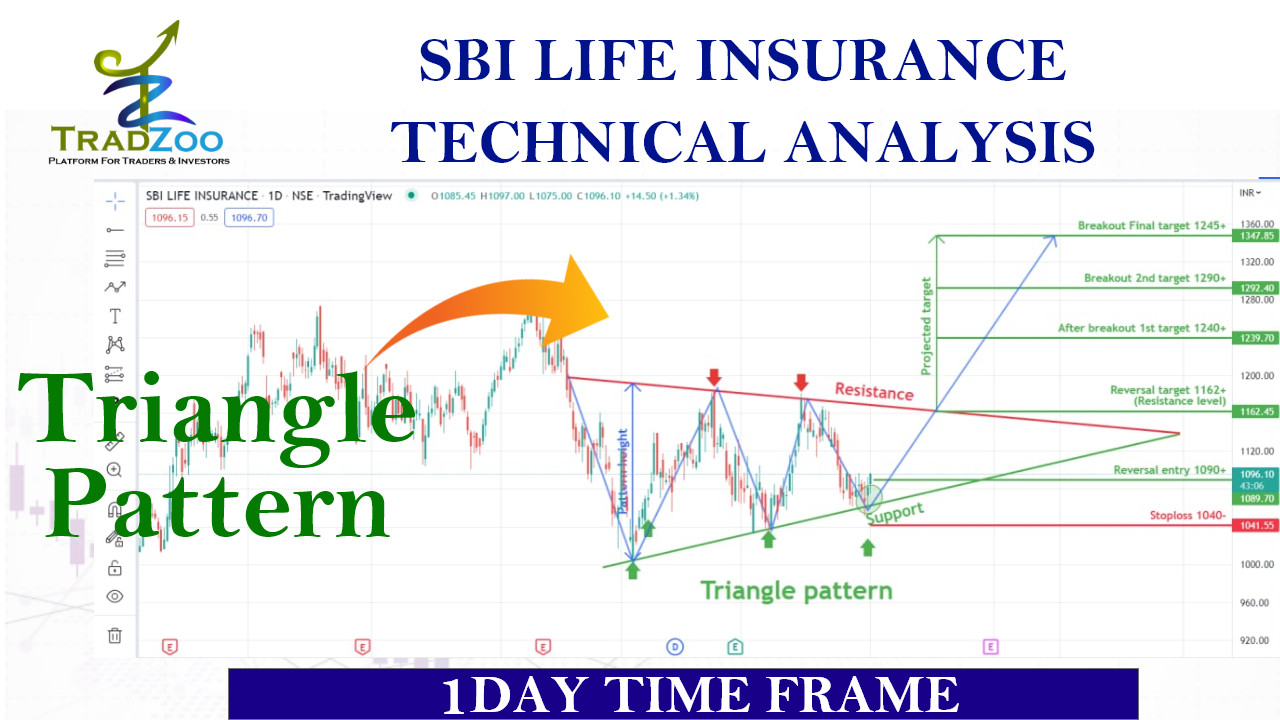 SBI LIFE INSURANCE
TECHNICAL ANALYSIS
TRADZOO
PLATFORM FOR TRADERS & INVESTORS
SBI LIFE INSURANCE · 1D · NSE · TradingView
O1085.45 H1097.00 L1075.00 C1096.10 +14.50 (+1.34%)
INR
1096.15 0.55 1096.70
Breakout Final target 1245+
1360.00
1347.85
1320.00
Breakout 2nd target 1290+
1292.40
1280.00
After breakout 1st target 1240+
1239.70
Projected target
1200.00
Reversal target 1162+
(Resistance level)
1162.45
Resistance
Triangle
Pattern
Pattern height
1120.00
Reversal entry 1090+
1096.10
43:06
1089.70
Support
Stoploss 1040-
1041.55
1000.00
Triangle pattern
960.00
920.00
E
E
E
D
E
E
1DAY TIME FRAME